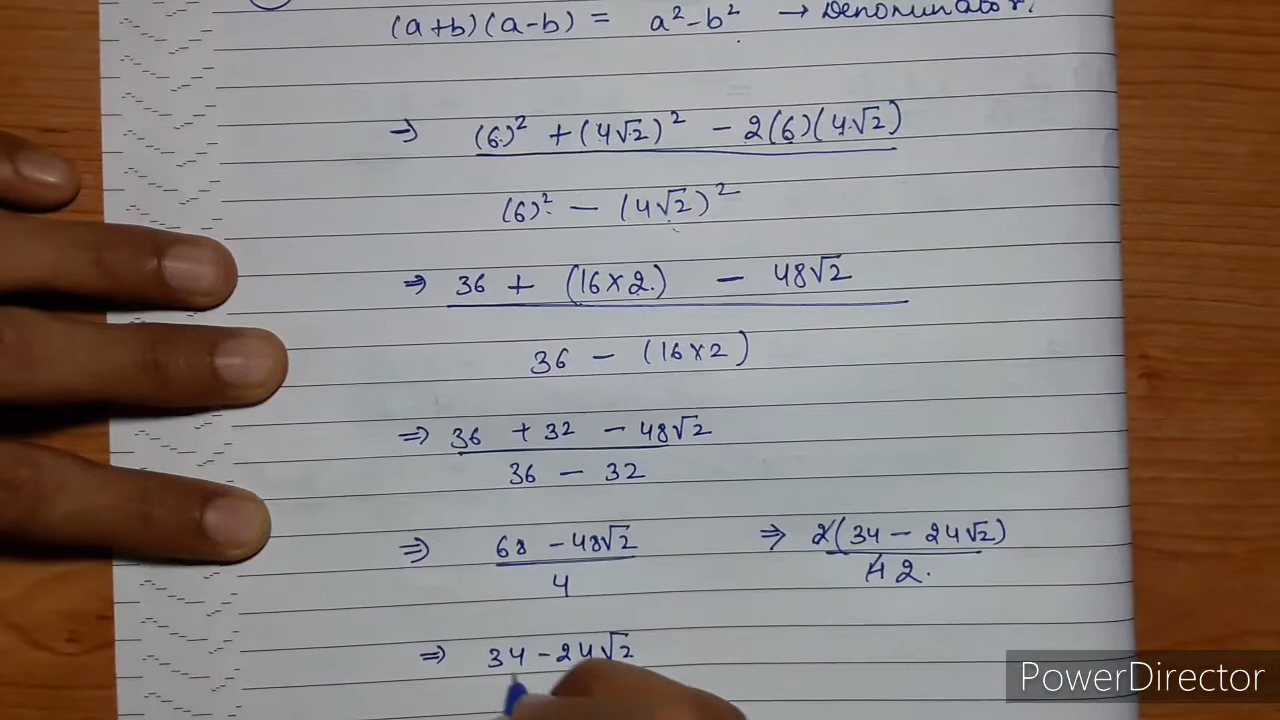 (a+b)(a-b) = a² - b² → Denominator.
⇒ (6)² + (4√2)² - 2(6)(4√2)
(6)² - (4√2)²
⇒ 36 + (16×2) - 48√2
36 - (16×2)
⇒ 36 + 32 - 48√2
36 - 32
⇒ 68 - 48√2 ⇒ 2(34 - 24√2)
4 4 2.
⇒ 34 - 24√2
PowerDirector